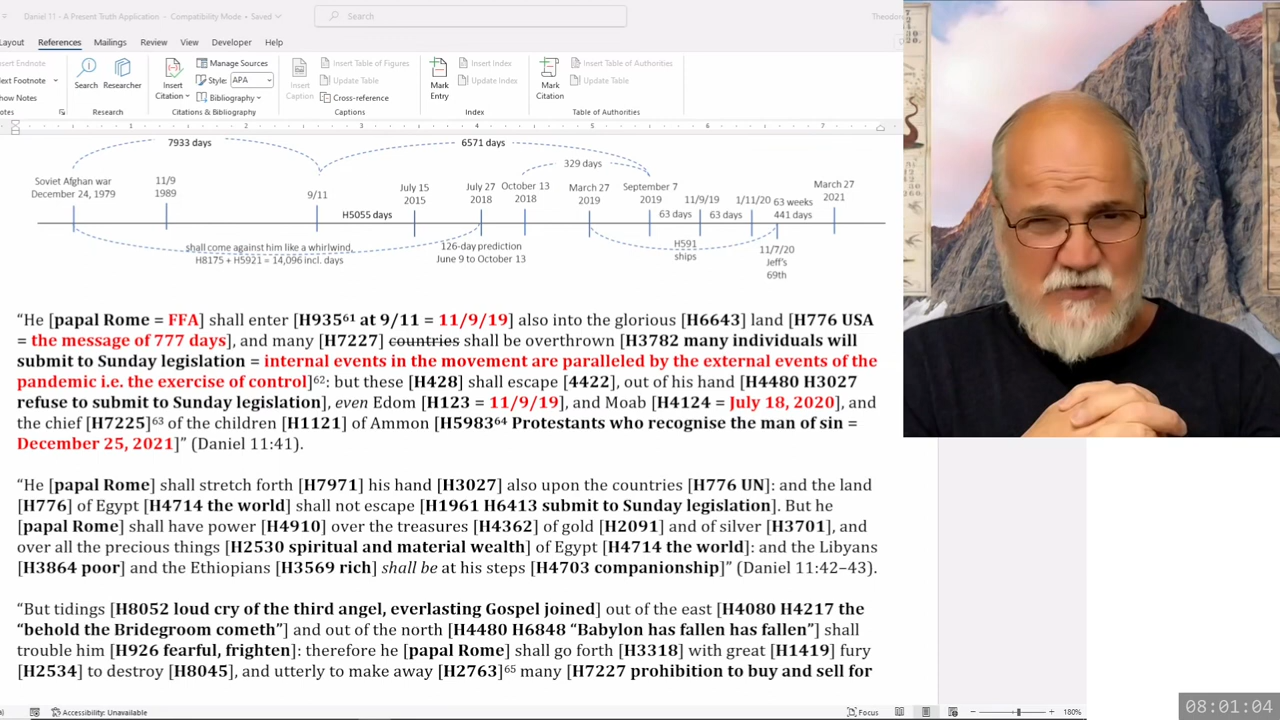 Daniel 11 - A Present Truth Application - Compatibility Mode - Saved
Search
Layout References Mailings Review View Developer Help
Insert Endnote
Next Footnote
Show Notes
Search
Researcher
Research
Insert
Citation
Manage Sources
Style: APA
Bibliography
Citations & Bibliography
Insert
Caption
Insert Table of Figures
Update Table
Cross-reference
Captions
Mark
Entry
Insert Index
Update Index
Index
Mark
Citation
Insert Table of Authorities
Update Table
Table of Authorities
1 2 3 4 5 6 7
7933 days
6571 days
329 days
Soviet Afghan war
December 24, 1979
11/9
1989
9/11
H5055 days
July 15
2015
July 27
2018
October 13
2018
March 27
2019
September 7
2019
63 days
11/9/19
63 days
1/11/20
63 weeks
441 days
March 27
2021
shall come against him like a whirlwind,
H8175 + H5921 = 14,096 incl. days
126-day prediction
June 9 to October 13
H591
ships
11/7/20
Jeff's
69th
“He [papal Rome = FFA] shall enter [H935⁶¹ at 9/11 = 11/9/19] also into the glorious [H6643] land [H776 USA
= the message of 777 days], and many [H7227] countries shall be overthrown [H3782 many individuals will
submit to Sunday legislation = internal events in the movement are paralleled by the external events of the
pandemic i.e. the exercise of control]⁶²: but these [H428] shall escape [4422], out of his hand [H4480 H3027
refuse to submit to Sunday legislation], even Edom [H123 = 11/9/19], and Moab [H4124 = July 18, 2020], and
the chief [H7225]⁶³ of the children [H1121] of Ammon [H5983⁶⁴ Protestants who recognise the man of sin =
December 25, 2021]” (Daniel 11:41).
“He [papal Rome] shall stretch forth [H7971] his hand [H3027] also upon the countries [H776 UN]: and the land
[H776] of Egypt [H4714 the world] shall not escape [H1961 H6413 submit to Sunday legislation]. But he
[papal Rome] shall have power [H4910] over the treasures [H4362] of gold [H2091] and of silver [H3701], and
over all the precious things [H2530 spiritual and material wealth] of Egypt [H4714 the world]: and the Libyans
[H3864 poor] and the Ethiopians [H3569 rich] shall be at his steps [H4703 companionship]” (Daniel 11:42–43).
“But tidings [H8052 loud cry of the third angel, everlasting Gospel joined] out of the east [H4080 H4217 the
“behold the Bridegroom cometh”] and out of the north [H4480 H6848 “Babylon has fallen has fallen”] shall
trouble him [H926 fearful, frighten]: therefore he [papal Rome] shall go forth [H3318] with great [H1419] fury
[H2534] to destroy [H8045], and utterly to make away [H2763]⁶⁵ many [H7227 prohibition to buy and sell for
Accessibility: Unavailable
Focus
180%
08:01:04